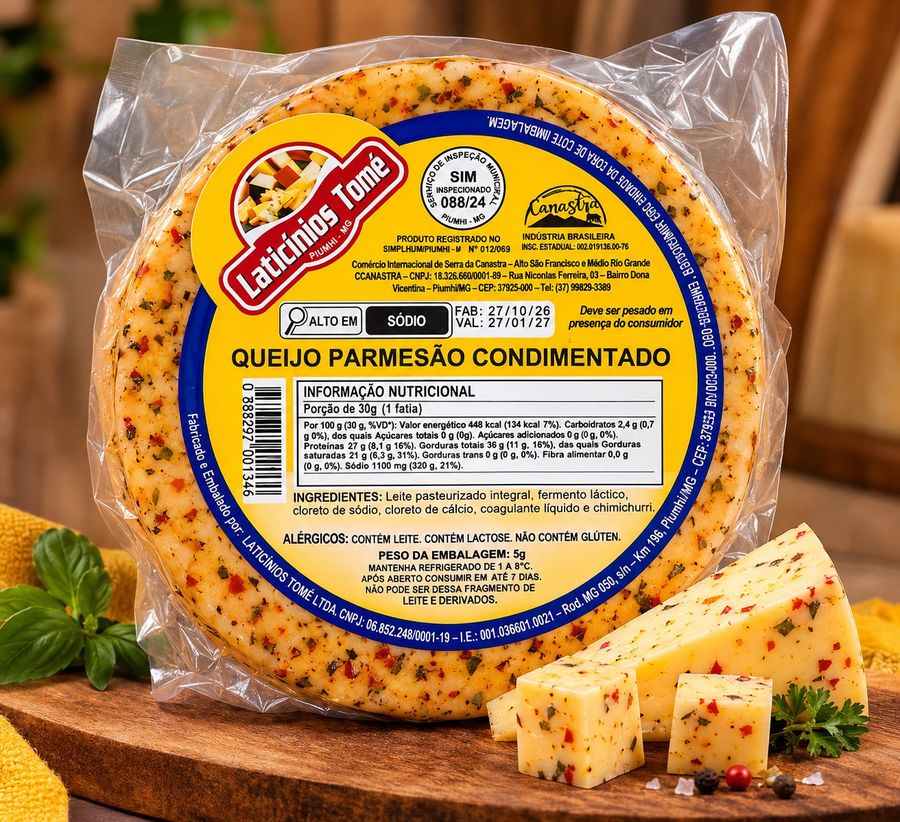 Laticínios Tomé
PIUMHI - MG
SERVIÇO DE INSPEÇÃO MUNICIPAL
SIM
INSPECIONADO
088/24
PIUMHI - MG
PRODUTO REGISTRADO NO
SIMPLHUM/PIUMHI - M Nº 012/069
Canastra
INDÚSTRIA BRASILEIRA
INSC. ESTADUAL: 002.019136.00-76
Comércio Internacional de Serra da Canastra – Alto São Francisco e Médio Rio Grande
CCANASTRA – CNPJ: 18.326.660/0001-89 – Rua Niconlas Ferreira, 03 – Bairro Dona
Vicentina – Piumhi/MG – CEP: 37925-000 – Tel: (37) 99829-3389
ALTO EM
SÓDIO
FAB: 27/10/26
VAL: 27/01/27
Deve ser pesado em
presença do consumidor
QUEIJO PARMESÃO CONDIMENTADO
0 888297 001346
INFORMAÇÃO NUTRICIONAL
Porção de 30g (1 fatia)
Por 100 g (30 g, %VD*): Valor energético 448 kcal (134 kcal 7%). Carboidratos 2,4 g (0,7
g 0%), dos quais Açúcares totais 0 g (0g). Açúcares adicionados 0 g (0 g, 0%).
Proteínas 27 g (8,1 g 16%). Gorduras totais 36 g (11 g, 16%), das quais Gorduras
saturadas 21 g (6,3 g, 31%). Gorduras trans 0 g (0 g, 0%). Fibra alimentar 0,0 g
(0 g, 0%). Sódio 1100 mg (320 g, 21%).
INGREDIENTES: Leite pasteurizado integral, fermento láctico,
cloreto de sódio, cloreto de cálcio, coagulante líquido e chimichurri.
ALÉRGICOS: CONTÉM LEITE. CONTÉM LACTOSE. NÃO CONTÉM GLÚTEN.
PESO DA EMBALAGEM: 5g
MANTENHA REFRIGERADO DE 1 A 8°C.
APÓS ABERTO CONSUMIR EM ATÉ 7 DIAS.
NÃO PODE SER DESSA FRAGMENTO DE
LEITE E DERIVADOS.
Fabricado e Embalado por: LATICÍNIOS TOMÉ LTDA. CNPJ: 06.852.248/0001-19 – I.E.: 001.036601.0021 – Rod. MG 050, s/n – Km 196, Piumhi/MG – CEP:
DA EORA DE COTE IMBALAGEM.